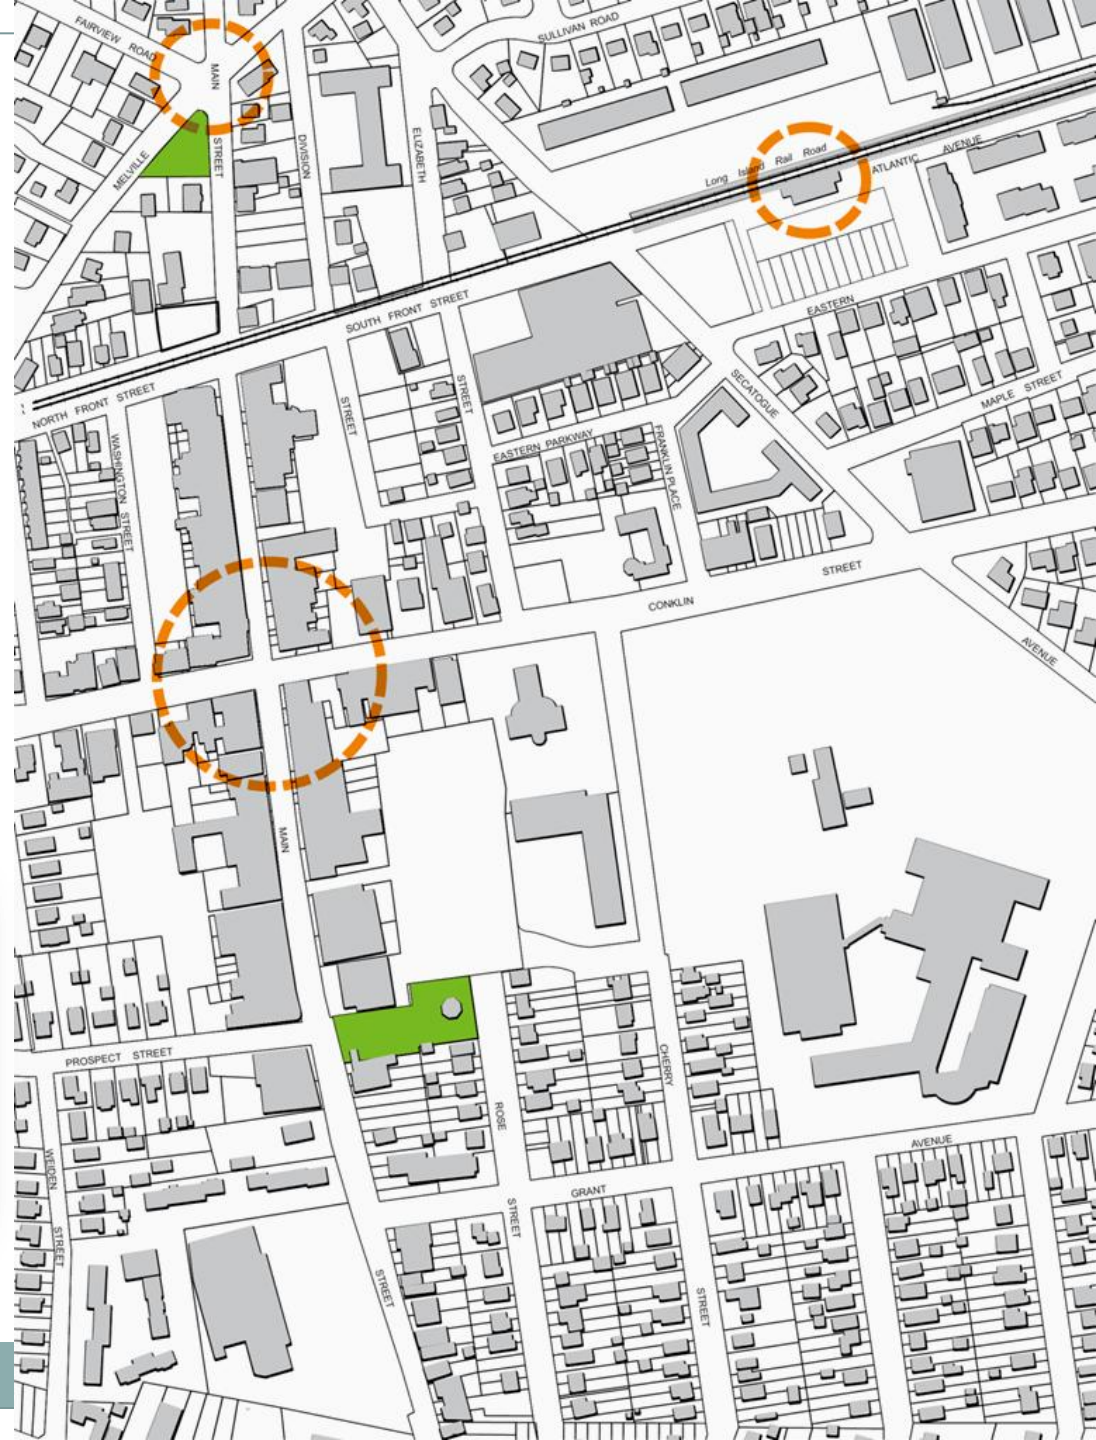 FAIRVIEW ROAD
MAIN
STREET
MELVILLE
DIVISION
ELIZABETH
SULLIVAN ROAD
Long Island Rail Road
ATLANTIC
AVENUE
SOUTH FRONT STREET
EASTERN
NORTH FRONT STREET
WASHINGTON STREET
STREET
STREET
SECATOGUE
MAPLE STREET
EASTERN PARKWAY
FRANKLIN PLACE
STREET
CONKLIN
AVENUE
MAIN
PROSPECT STREET
CHERRY
ROSE
AVENUE
WEIDEN
STREET
GRANT
STREET
STREET
STREET